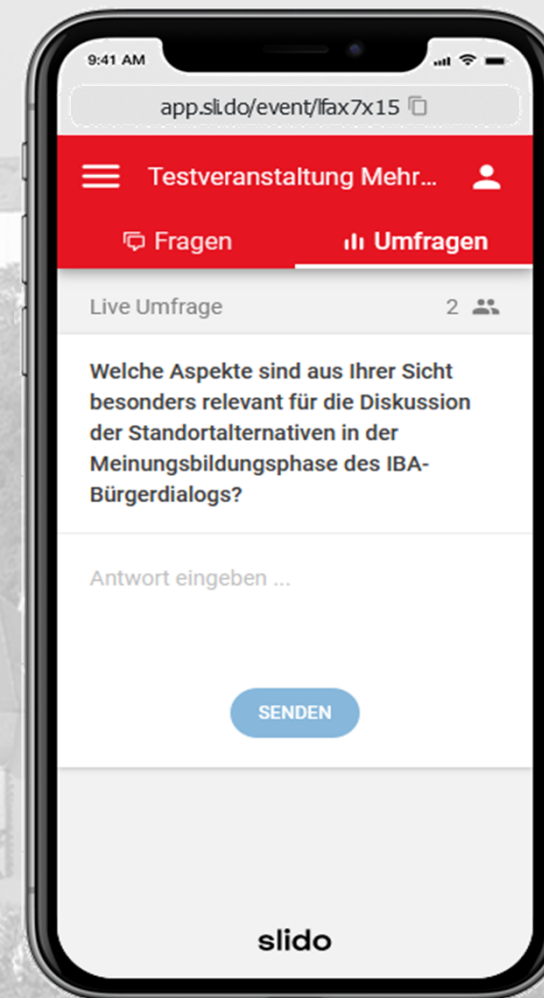 9:41 AM
app.sli.do/event/lfax7x15
Testveranstaltung Mehr...
Fragen
Umfragen
Live Umfrage
2
Welche Aspekte sind aus Ihrer Sicht
besonders relevant für die Diskussion
der Standortalternativen in der
Meinungsbildungsphase des IBA-
Bürgerdialogs?
Antwort eingeben ...
SENDEN
slido